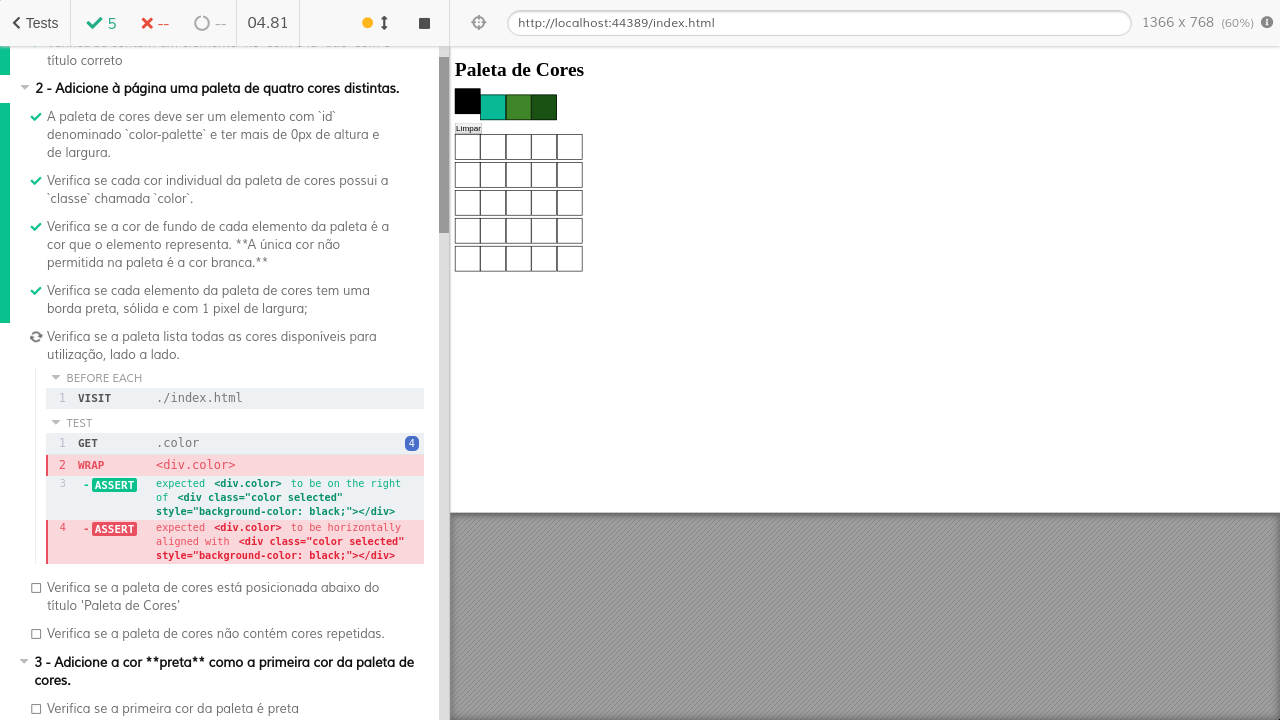 Tests
5
--
--
04.81
http://localhost:44389/index.html
1366 x 768 (60%)
título correto
2 - Adicione à página uma paleta de quatro cores distintas.
A paleta de cores deve ser um elemento com `id`
denominado `color-palette`e ter mais de 0px de altura e
de largura.
Verifica se cada cor individual da paleta de cores possui a
`classe` chamada `color`.
Verifica se a cor de fundo de cada elemento da paleta é a
cor que o elemento representa. **A única cor não
permitida na paleta é a cor branca.**
Verifica se cada elemento da paleta de cores tem uma
borda preta, sólida e com 1 pixel de largura;
Verifica se a paleta lista todas as cores disponíveis para
utilização, lado a lado.
BEFORE EACH
1 VISIT ./index.html
TEST
1 GET .color 4
2 WRAP <div.color>
3 -ASSERT expected <div.color> to be on the right
of <div class="color selected"
style="background-color: black;"></div>
4 -ASSERT expected <div.color> to be horizontally
aligned with <div class="color selected"
style="background-color: black;"></div>
Verifica se a paleta de cores está posicionada abaixo do
título 'Paleta de Cores'
Verifica se a paleta de cores não contém cores repetidas.
3 - Adicione a cor **preta** como a primeira cor da paleta de
cores.
Verifica se a primeira cor da paleta é preta
Paleta de Cores
Limpar